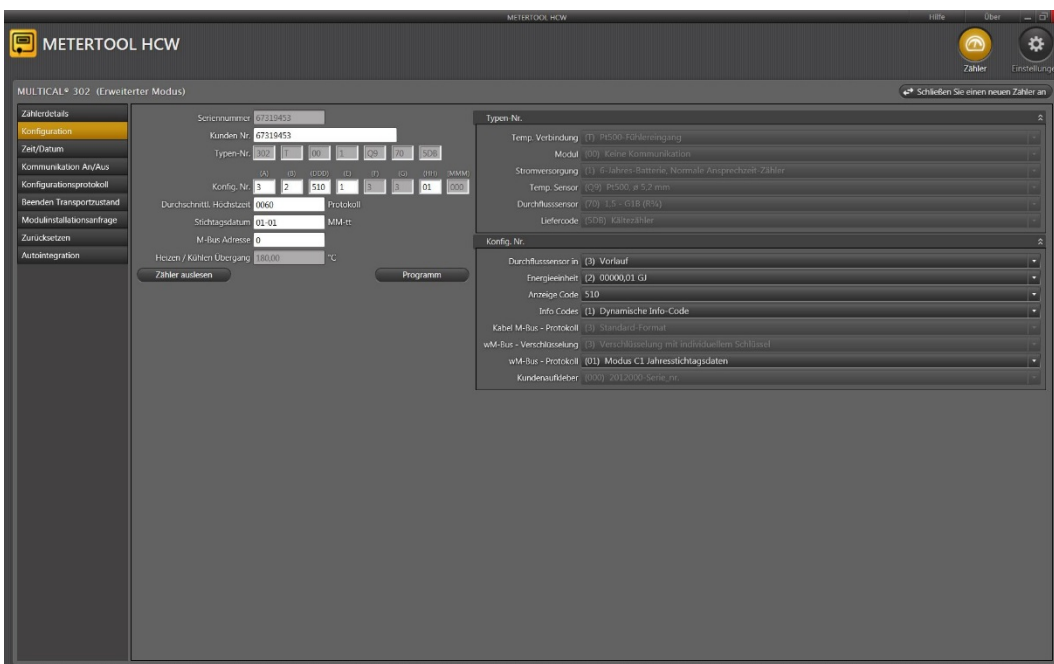 METERTOOL HCW
Hilfe
Über
METERTOOL HCW
Zähler
Einstellunge
MULTICAL® 302 (Erweiterter Modus)
Schließen Sie einen neuen Zähler an
Zählerdetails
Konfiguration
Zeit/Datum
Kommunikation An/Aus
Konfigurationsprotokoll
Beenden Transportzustand
Modulinstallationsanfrage
Zurücksetzen
Autointegration
Seriennummer 67319453
Kunden Nr. 67319453
Typen-Nr. 302 T 00 1 Q9 70 5DB
(A) (B) (DDD) (E) (F) (G) (HH) (MMM)
Konfig. Nr. 3 2 510 1 3 3 01 000
Durchschnittl. Höchstzeit 0060 Protokoll
Stichtagsdatum 01-01 MM-tt
M-Bus Adresse 0
Heizen / Kühlen Übergang 180,00 °C
Zähler auslesen
Programm
Typen-Nr.
Temp. Verbindung (T) Pt500-Fühlereingang
Modul (00) Keine Kommunikation
Stromversorgung (1) 6-Jahres-Batterie, Normale Ansprechzeit-Zähler
Temp. Sensor (Q9) Pt500, ø 5,2 mm
Durchflusssensor (70) 1,5 - G1B (R¾)
Liefercode (5DB) Kältezähler
Konfig. Nr.
Durchflusssensor in (3) Vorlauf
Energieeinheit (2) 00000,01 GJ
Anzeige Code 510
Info Codes (1) Dynamische Info-Code
Kabel M-Bus - Protokoll (3) Standard-Format
wM-Bus - Verschlüsselung (3) Verschlüsselung mit individuellem Schlüssel
wM-Bus - Protokoll (01) Modus C1 Jahresstichtagsdaten
Kundenaufkleber (000) 2012000-Serie_nr.